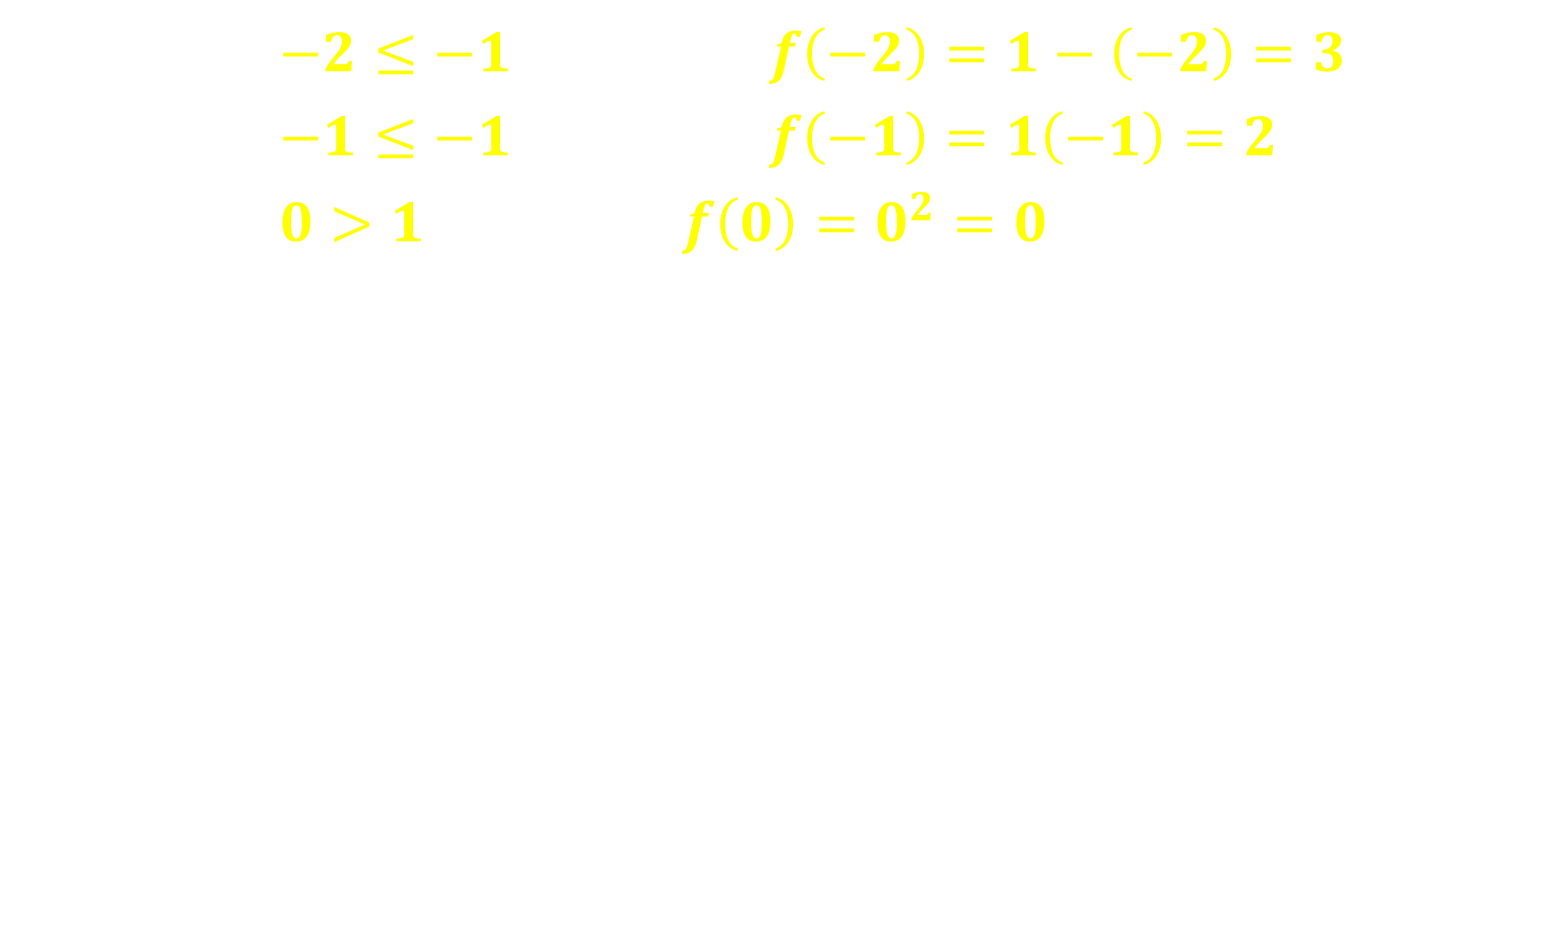 −2 ≤ −1 f(−2) = 1 − (−2) = 3
−1 ≤ −1 f(−1) = 1(−1) = 2
0 > 1 f(0) = 0² = 0